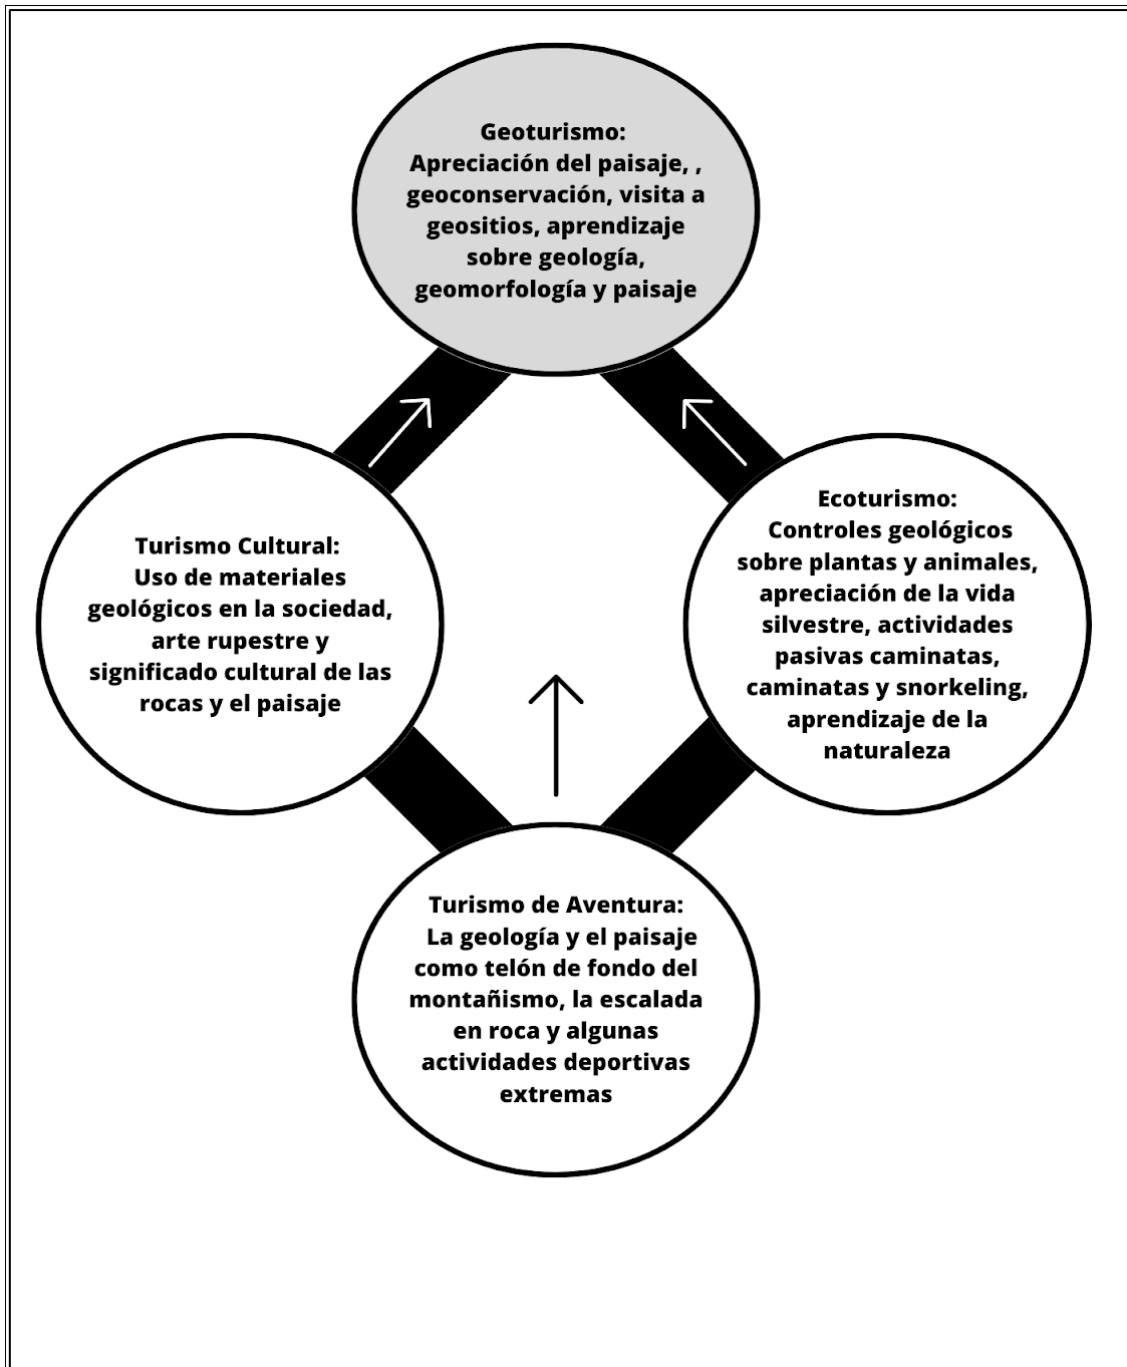 Geoturismo:
Apreciación del paisaje, ,
geoconservación, visita a
geositios, aprendizaje
sobre geología,
geomorfología y paisaje
Turismo Cultural:
Uso de materiales
geológicos en la sociedad,
arte rupestre y
significado cultural de las
rocas y el paisaje
Ecoturismo:
Controles geológicos
sobre plantas y animales,
apreciación de la vida
silvestre, actividades
pasivas caminatas,
caminatas y snorkeling,
aprendizaje de la
naturaleza
Turismo de Aventura:
La geología y el paisaje
como telón de fondo del
montañismo, la escalada
en roca y algunas
actividades deportivas
extremas